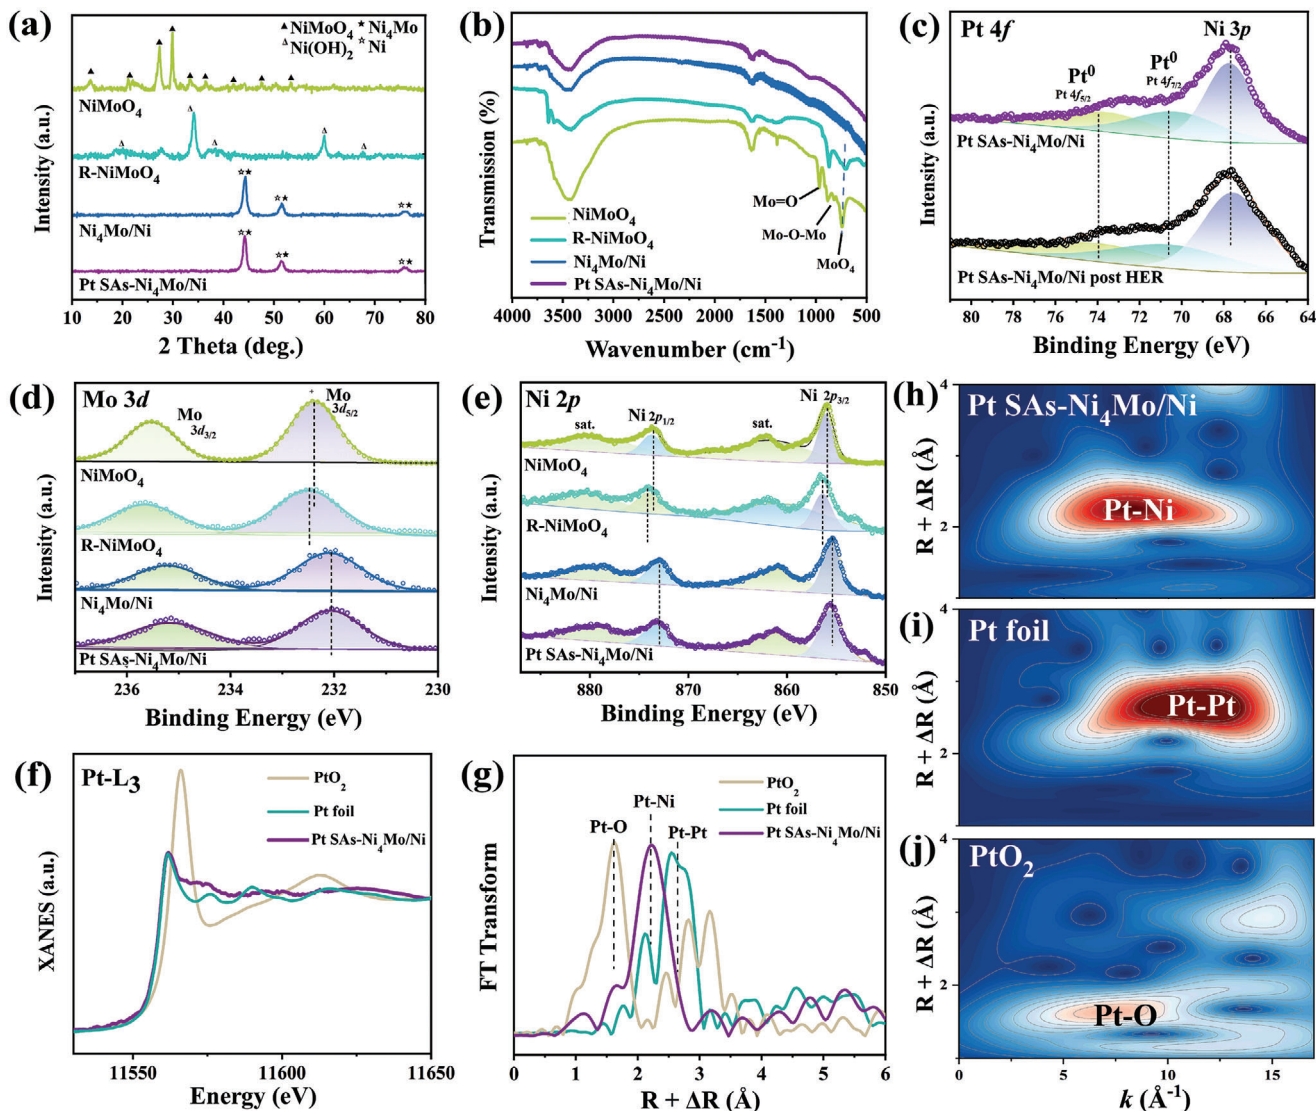 (a)
▲ NiMoO₄ ★ Ni₄Mo
Δ Ni(OH)₂ ☆ Ni
NiMoO₄
R-NiMoO₄
Ni₄Mo/Ni
Pt SAs-Ni₄Mo/Ni
Intensity (a.u.)
10 20 30 40 50 60 70 80
2 Theta (deg.)
(b)
Transmission (%)
Mo=O
Mo-O-Mo
MoO₄
NiMoO₄
R-NiMoO₄
Ni₄Mo/Ni
Pt SAs-Ni₄Mo/Ni
4000 3500 3000 2500 2000 1500 1000 500
Wavenumber (cm⁻¹)
(c)
Pt 4f
Ni 3p
Pt⁰
Pt 4f₅/₂
Pt⁰
Pt 4f₇/₂
Pt SAs-Ni₄Mo/Ni
Pt SAs-Ni₄Mo/Ni post HER
Intensity (a.u.)
80 78 76 74 72 70 68 66 64
Binding Energy (eV)
(d)
Mo 3d
Mo
3d₃/₂
Mo
3d₅/₂
NiMoO₄
R-NiMoO₄
Ni₄Mo/Ni
Pt SAs-Ni₄Mo/Ni
Intensity (a.u.)
236 234 232 230
Binding Energy (eV)
(e)
Ni 2p
sat.
Ni 2p₁/₂
sat.
Ni 2p₃/₂
NiMoO₄
R-NiMoO₄
Ni₄Mo/Ni
Pt SAs-Ni₄Mo/Ni
Intensity (a.u.)
880 870 860 850
Binding Energy (eV)
(f)
Pt-L₃
PtO₂
Pt foil
Pt SAs-Ni₄Mo/Ni
XANES (a.u.)
11550 11600 11650
Energy (eV)
(g)
Pt-O
Pt-Ni
Pt-Pt
PtO₂
Pt foil
Pt SAs-Ni₄Mo/Ni
FT Transform
0 1 2 3 4 5 6
R + ΔR (Å)
(h)
Pt SAs-Ni₄Mo/Ni
Pt-Ni
4
2
R + ΔR (Å)
(i)
Pt foil
Pt-Pt
4
2
R + ΔR (Å)
(j)
PtO₂
Pt-O
4
2
R + ΔR (Å)
0 5 10 15
k (Å⁻¹)